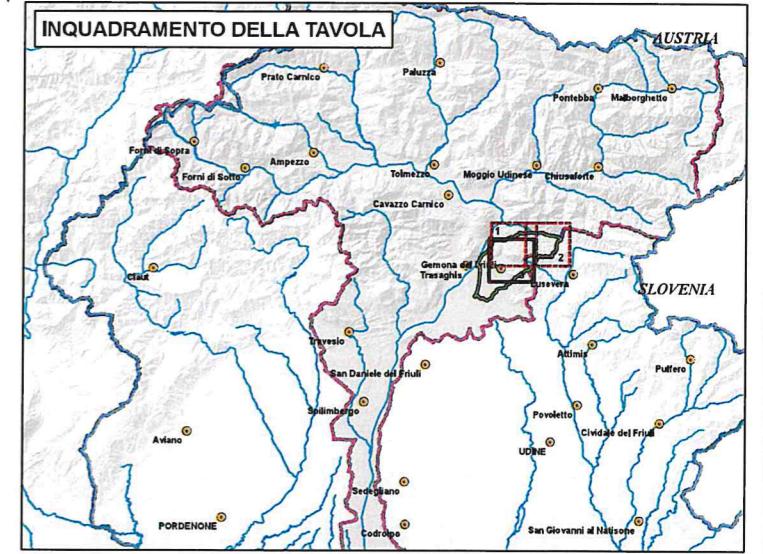 INQUADRAMENTO DELLA TAVOLA
AUSTRIA
Prato Carnico
Paluzza
Pontebba
Malborghetto
Forni di Sopra
Forni di Sotto
Ampezzo
Tolmezzo
Moggio Udinese
Chiusaforte
Cavazzo Carnico
1
2
Gemona del Friuli
Trasaghis
Lusevera
Claut
SLOVENIA
Travesio
Attimis
Pulfero
San Daniele del Friuli
Spilimbergo
Povoletto
Cividale del Friuli
Aviano
UDINE
Sedegliano
PORDENONE
Codroipo
San Giovanni al Natisone